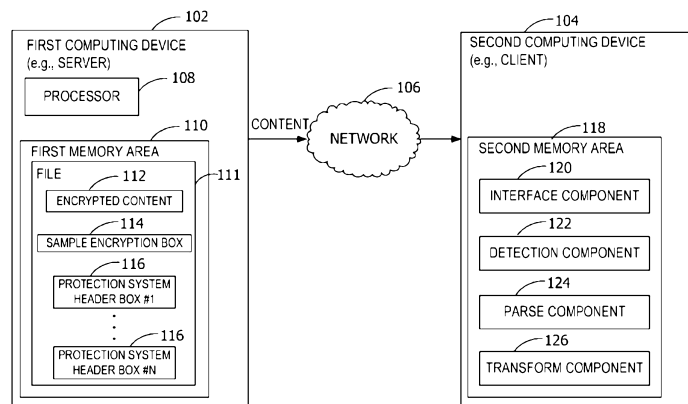 102
FIRST COMPUTING DEVICE
(e.g., SERVER)
108
PROCESSOR
110
FIRST MEMORY AREA
FILE
111
112
ENCRYPTED CONTENT
114
SAMPLE ENCRYPTION BOX
116
PROTECTION SYSTEM
HEADER BOX #1
116
PROTECTION SYSTEM
HEADER BOX #N
CONTENT
106
NETWORK
104
SECOND COMPUTING DEVICE
(e.g., CLIENT)
118
SECOND MEMORY AREA
120
INTERFACE COMPONENT
122
DETECTION COMPONENT
124
PARSE COMPONENT
126
TRANSFORM COMPONENT